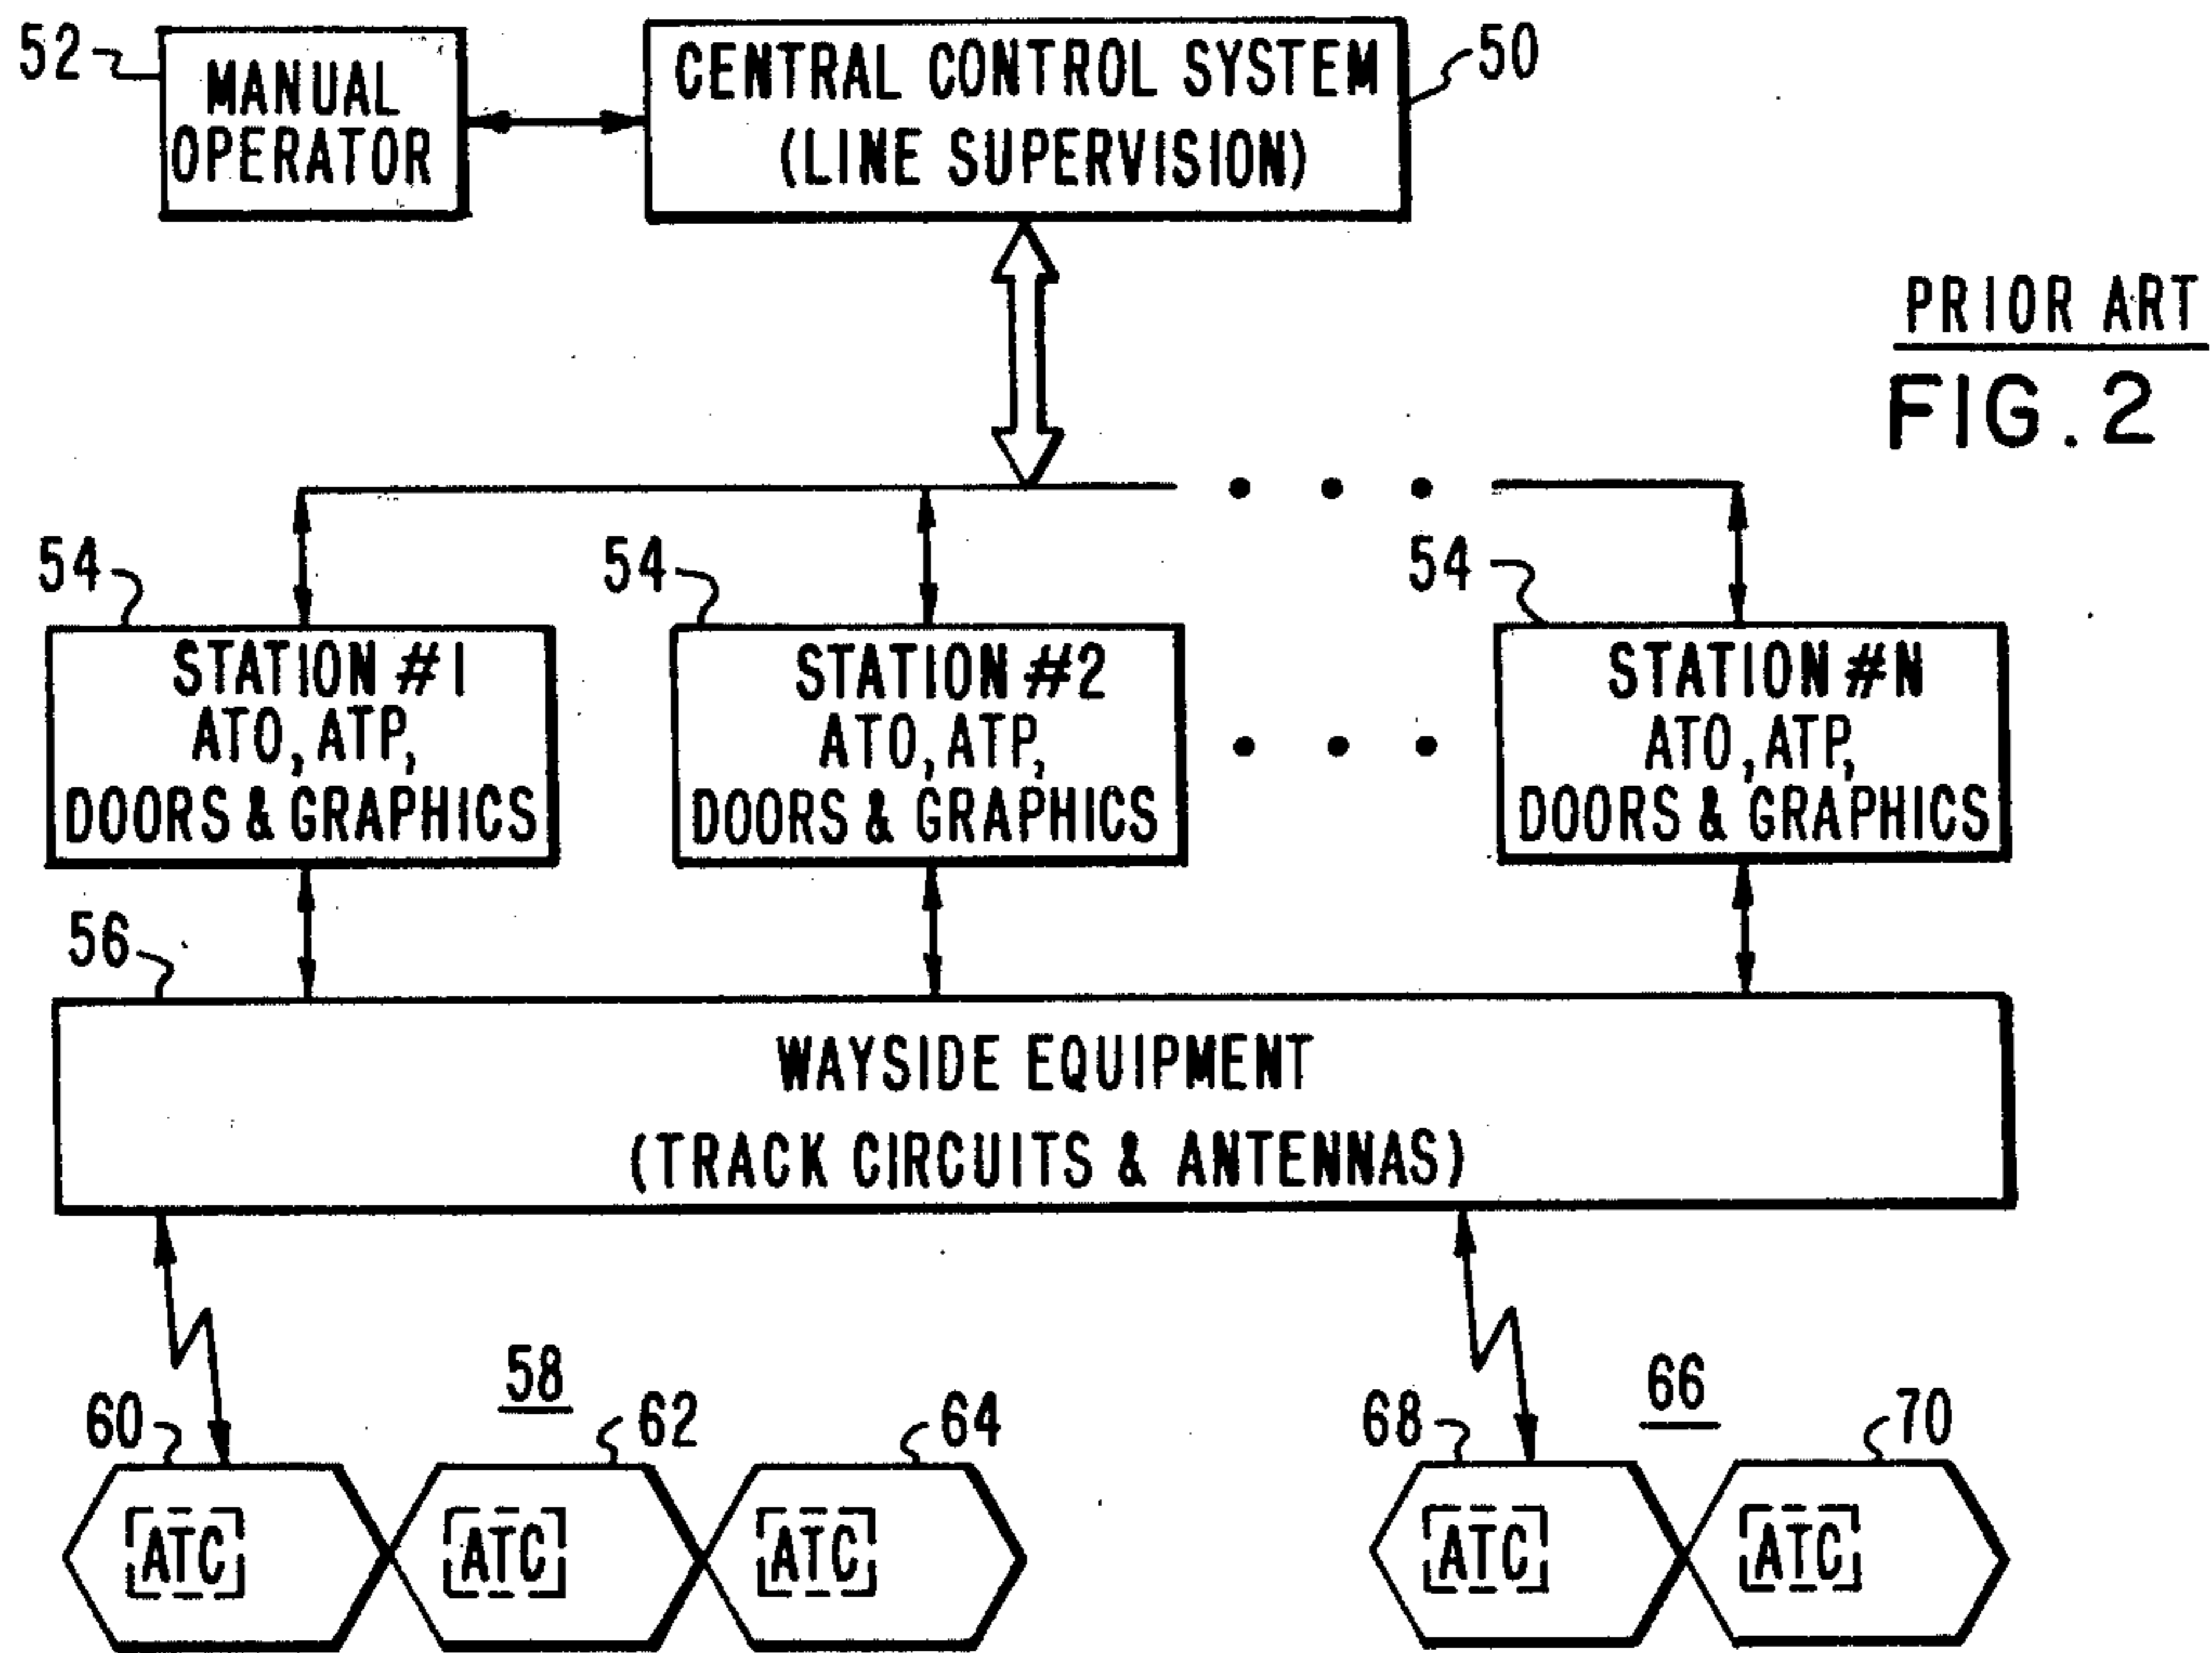 52
MANUAL
OPERATOR
CENTRAL CONTROL SYSTEM
(LINE SUPERVISION)
50
PRIOR ART
FIG. 2
54
54
54
STATION #1
ATO, ATP,
DOORS & GRAPHICS
STATION #2
ATO, ATP,
DOORS & GRAPHICS
STATION #N
ATO, ATP,
DOORS & GRAPHICS
56
WAYSIDE EQUIPMENT
(TRACK CIRCUITS & ANTENNAS)
58
60
62
64
66
68
70
ATC
ATC
ATC
ATC
ATC